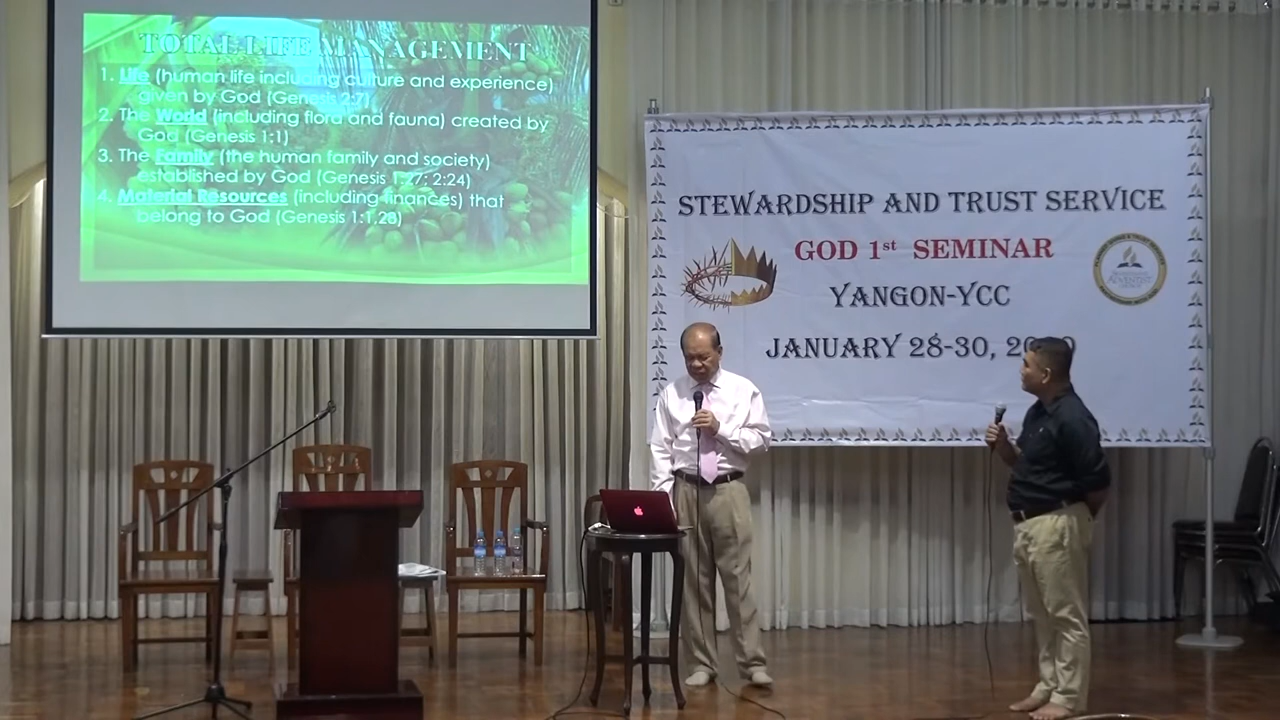 TOTAL LIFE MANAGEMENT
1. Life (human life including culture and experience)
given by God (Genesis 2:7)
2. The World (including flora and fauna) created by
God (Genesis 1:1)
3. The Family (the human family and society)
established by God (Genesis 1:27; 2:24)
4. Material Resources (including finances) that
belong to God (Genesis 1:1,28)
STEWARDSHIP AND TRUST SERVICE
GOD 1st SEMINAR
YANGON-YCC
JANUARY 28-30,
ADVENTIST